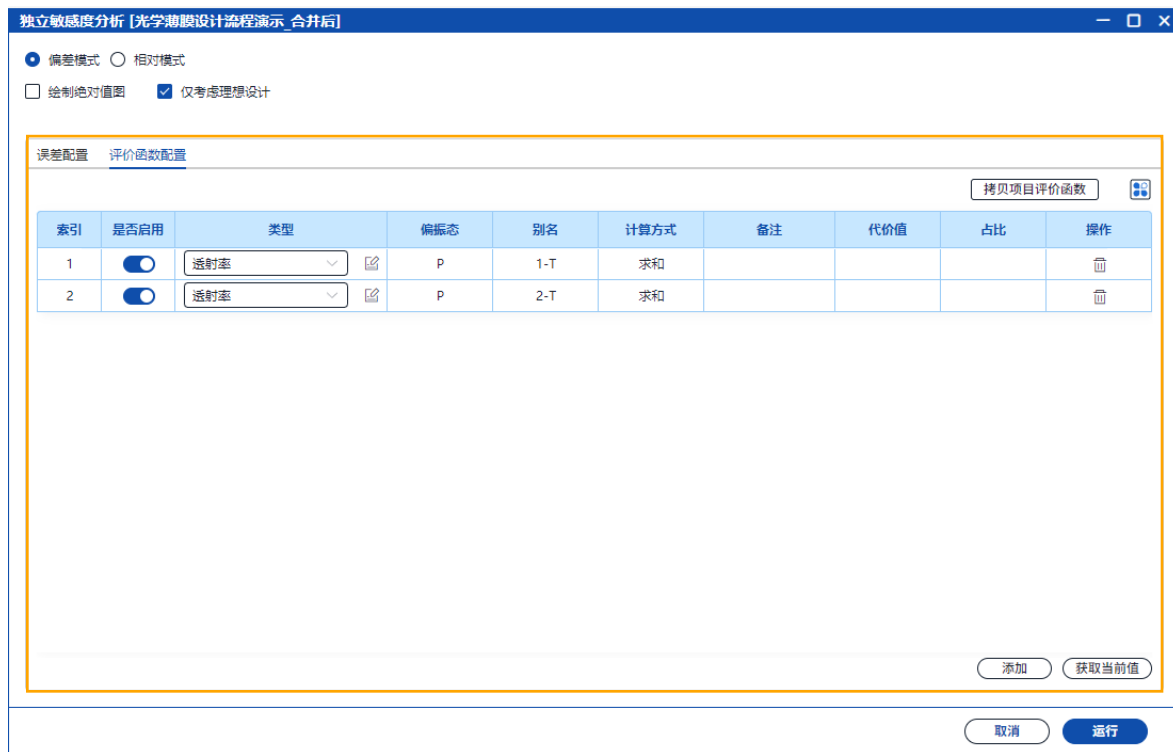 独立敏感度分析 [光学薄膜设计流程演示_合并后]
偏差模式 相对模式
绘制绝对值图 仅考虑理想设计
误差配置 评价函数配置
拷贝项目评价函数
索引 是否启用 类型 偏振态 别名 计算方式 备注 代价值 占比 操作
1 透射率 P 1-T 求和
2 透射率 P 2-T 求和
添加 获取当前值
取消 运行